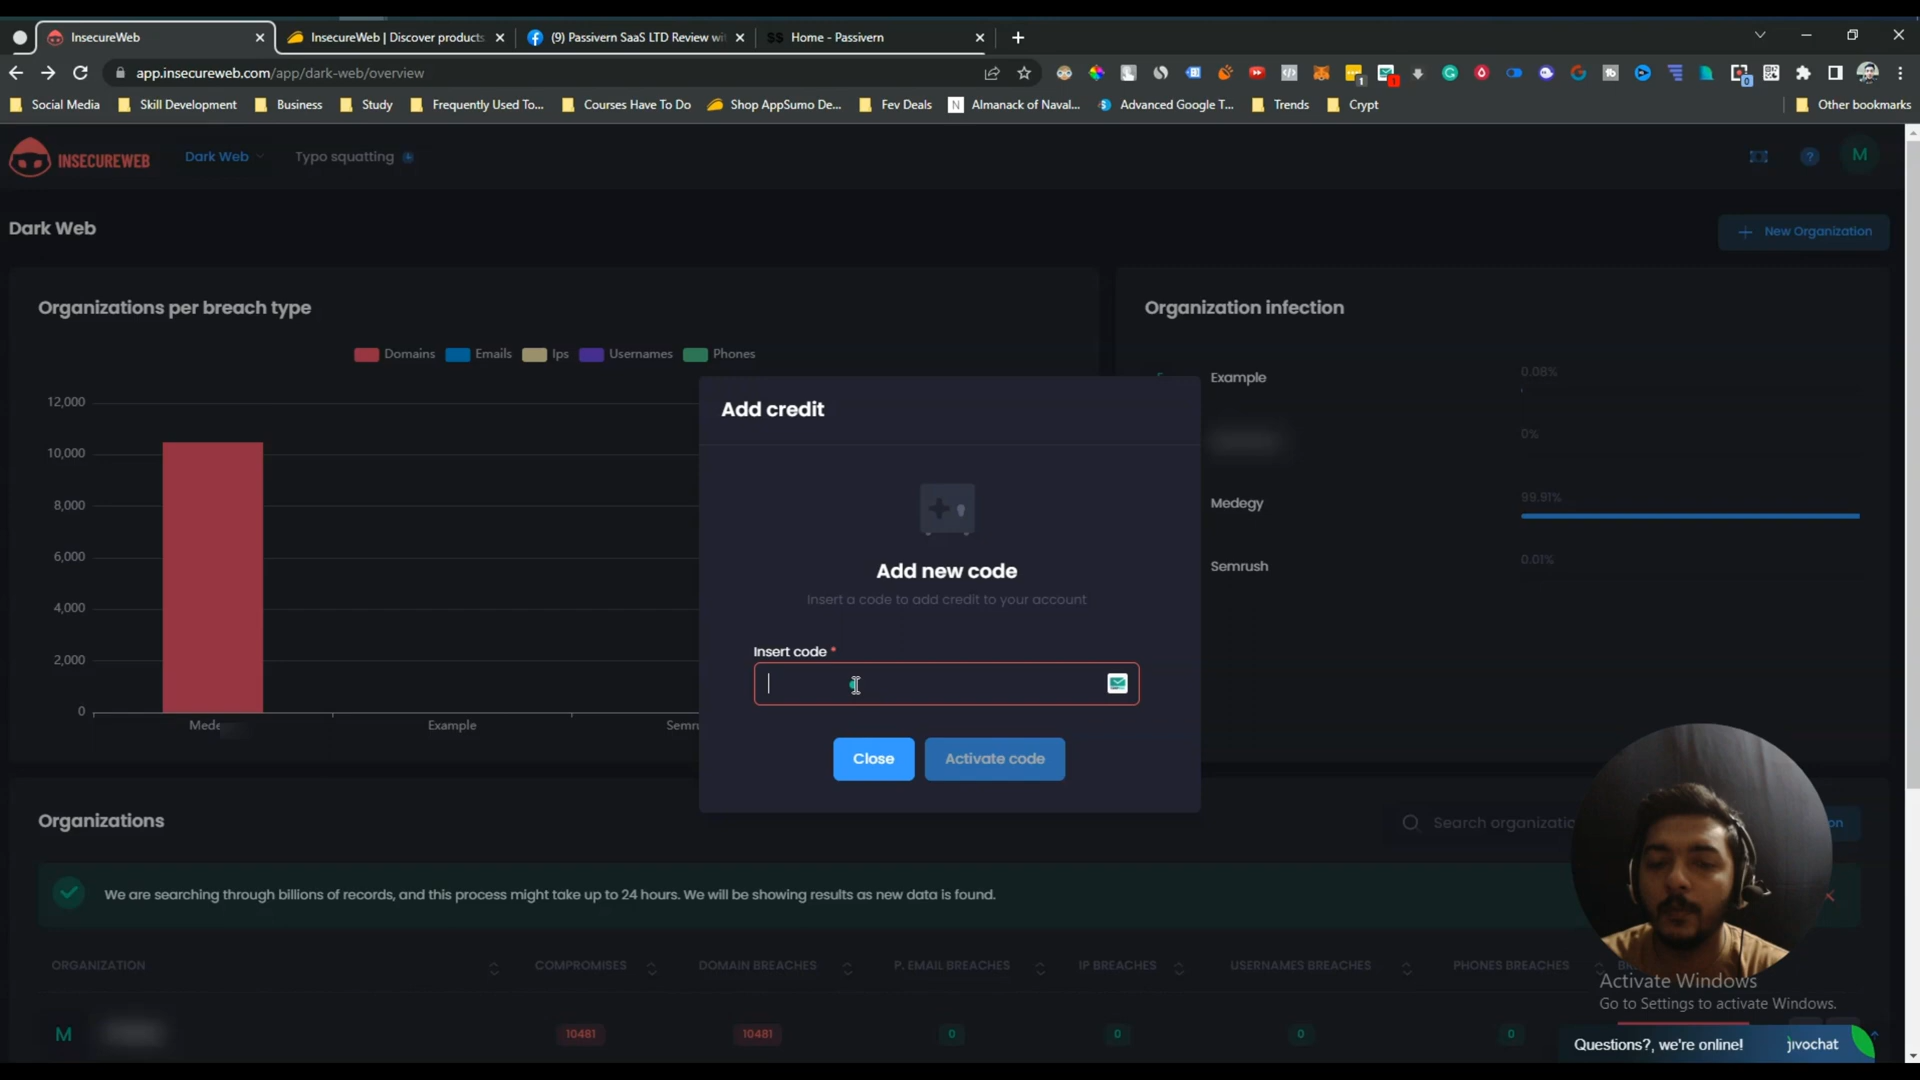 InsecureWeb
InsecureWeb | Discover products
(9) Passivern SaaS LTD Review wit
Home - Passivern
app.insecureweb.com/app/dark-web/overview
Social Media
Skill Development
Business
Study
Frequently Used To...
Courses Have To Do
Shop AppSumo De...
Fev Deals
Almanack of Naval...
Advanced Google T...
Trends
Crypt
Other bookmarks
INSECUREWEB
Dark Web
Typo squatting
?
M
Dark Web
+ New Organization
Organizations per breach type
Organization infection
Domains
Emails
Ips
Usernames
Phones
12,000
10,000
8,000
6,000
4,000
2,000
0
Mede
Example
Semru
Example
0.08%
0%
Medegy
99.91%
Semrush
0.01%
Add credit
Add new code
Insert a code to add credit to your account
Insert code *
Close
Activate code
Organizations
Search organizatio
on
We are searching through billions of records, and this process might take up to 24 hours. We will be showing results as new data is found.
ORGANIZATION
COMPROMISES
DOMAIN BREACHES
P. EMAIL BREACHES
IP BREACHES
USERNAMES BREACHES
PHONES BREACHES
M
10481
10481
0
0
0
0
Activate Windows
Go to Settings to activate Windows.
Questions?, we're online!
jivochat